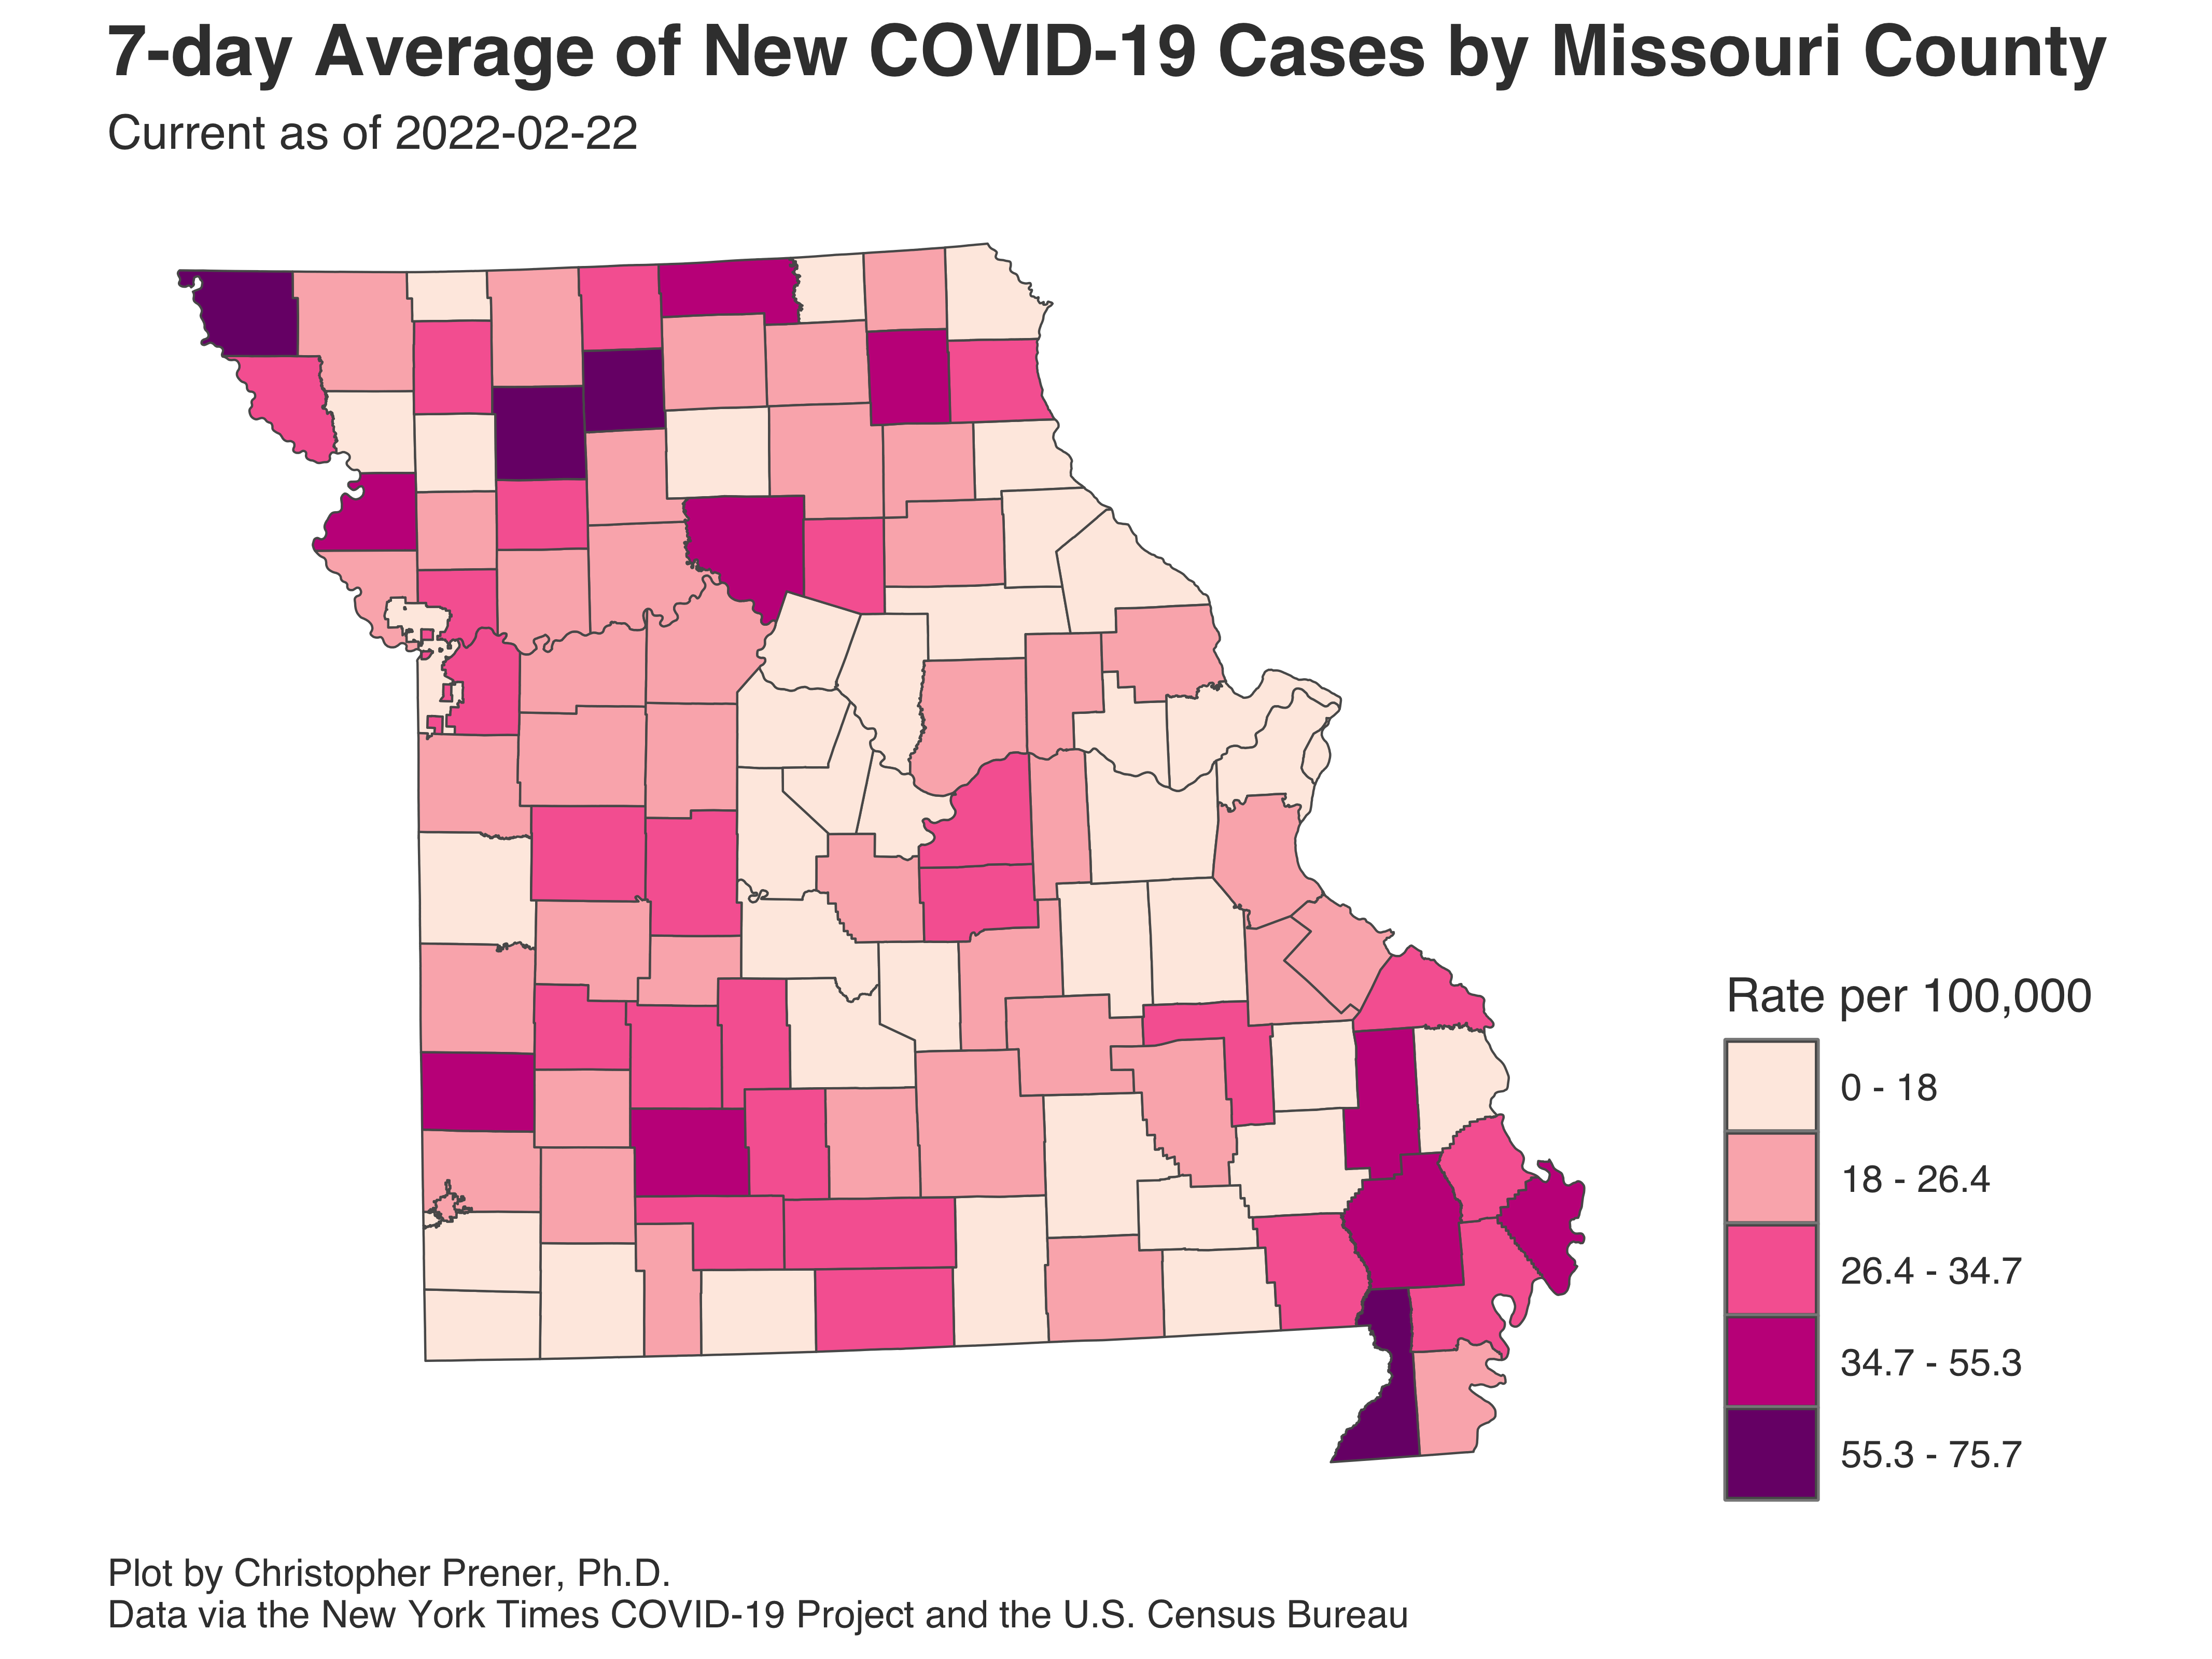 7-day Average of New COVID-19 Cases by Missouri County
Current as of 2022-02-22
Rate per 100,000
0 - 18
18 - 26.4
26.4 - 34.7
34.7 - 55.3
55.3 - 75.7
Plot by Christopher Prener, Ph.D.
Data via the New York Times COVID-19 Project and the U.S. Census Bureau